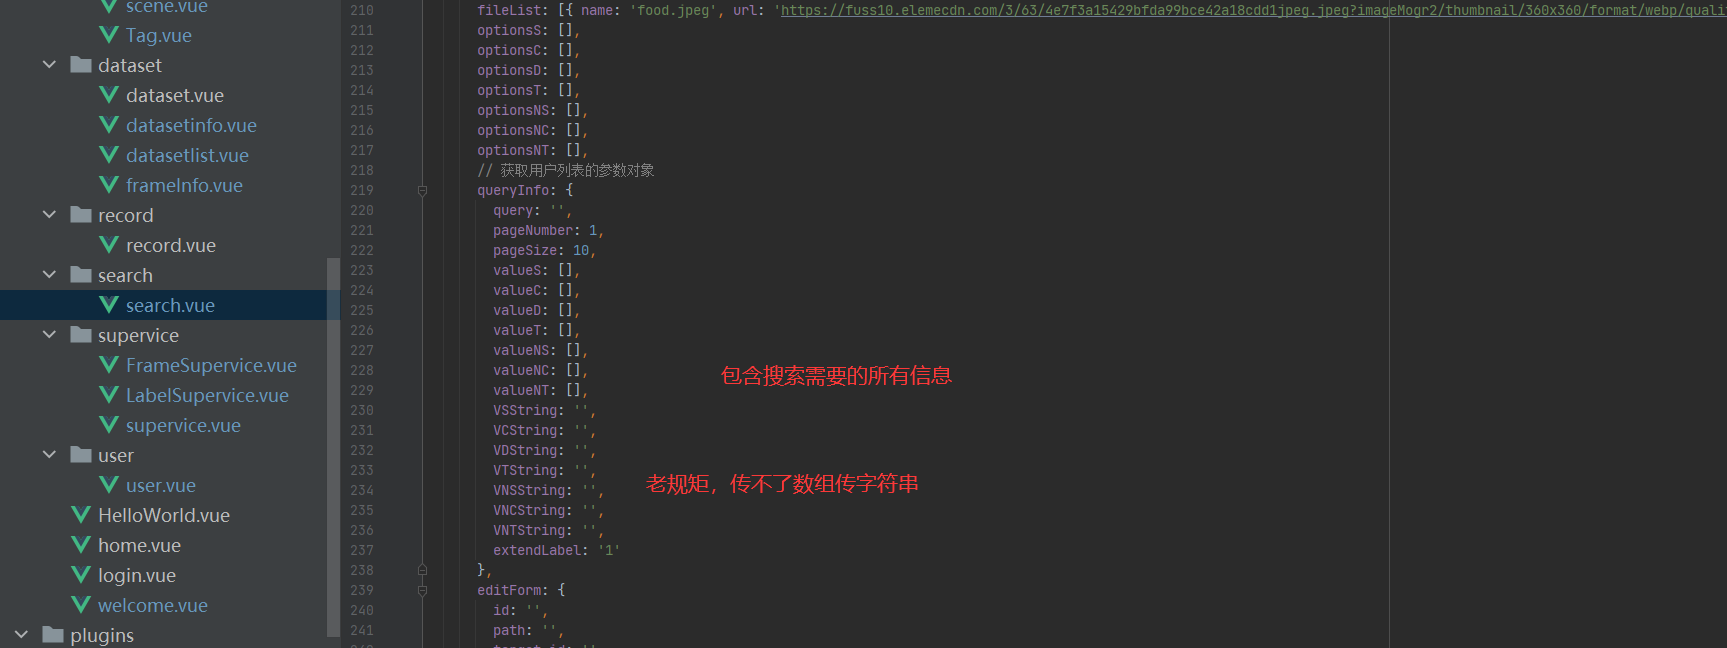 scene.vue
Tag.vue
dataset
dataset.vue
datasetinfo.vue
datasetlist.vue
frameInfo.vue
record
record.vue
search
search.vue
supervice
FrameSupervice.vue
LabelSupervice.vue
supervice.vue
user
user.vue
HelloWorld.vue
home.vue
login.vue
welcome.vue
plugins
210 fileList: [{ name: 'food.jpeg', url: 'https://fuss10.elemecdn.com/3/63/4e7f3a15429bfda99bce42a18cdd1jpeg.jpeg?imageMogr2/thumbnail/360x360/format/webp/quali
211 optionsS: [],
212 optionsC: [],
213 optionsD: [],
214 optionsT: [],
215 optionsNS: [],
216 optionsNC: [],
217 optionsNT: [],
218 // 获取用户列表的参数对象
219 queryInfo: {
220 query: '',
221 pageNumber: 1,
222 pageSize: 10,
223 valueS: [],
224 valueC: [],
225 valueD: [],
226 valueT: [],
227 valueNS: [],
228 valueNC: [],
包含搜索需要的所有信息
229 valueNT: [],
230 VSString: '',
231 VCString: '',
232 VDString: '',
233 VTString: '',
老规矩，传不了数组传字符串
234 VNSString: '',
235 VNCString: '',
236 VNTString: '',
237 extendLabel: '1'
238 },
239 editForm: {
240 id: '',
241 path: '',